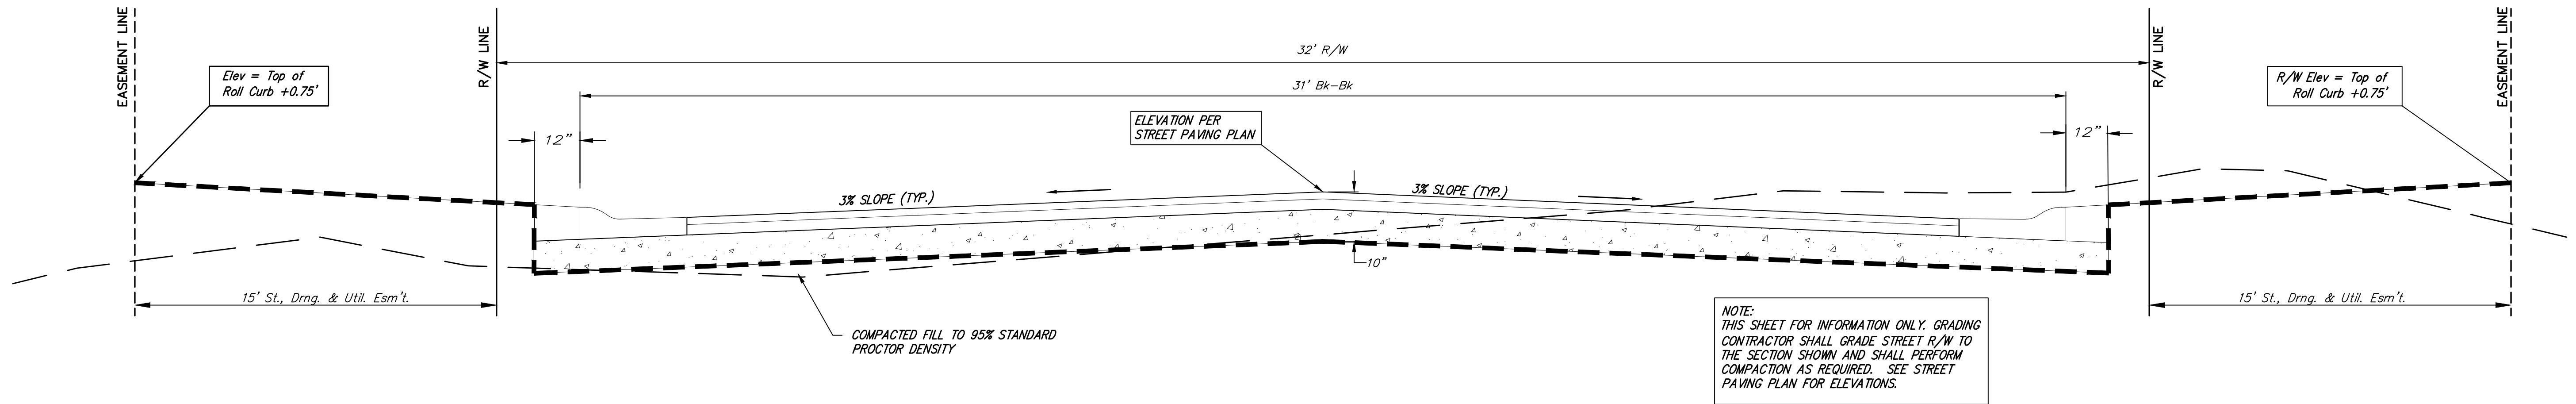 EASEMENT LINE
Elev = Top of
Roll Curb +0.75'
R/W LINE
32' R/W
31' Bk-Bk
ELEVATION PER
STREET PAVING PLAN
12"
3% SLOPE (TYP.)
3% SLOPE (TYP.)
12"
R/W LINE
R/W Elev = Top of
Roll Curb +0.75'
EASEMENT LINE
10"
15' St., Drng. & Util. Esm't.
15' St., Drng. & Util. Esm't.
COMPACTED FILL TO 95% STANDARD
PROCTOR DENSITY
NOTE:
THIS SHEET FOR INFORMATION ONLY. GRADING
CONTRACTOR SHALL GRADE STREET R/W TO
THE SECTION SHOWN AND SHALL PERFORM
COMPACTION AS REQUIRED. SEE STREET
PAVING PLAN FOR ELEVATIONS.